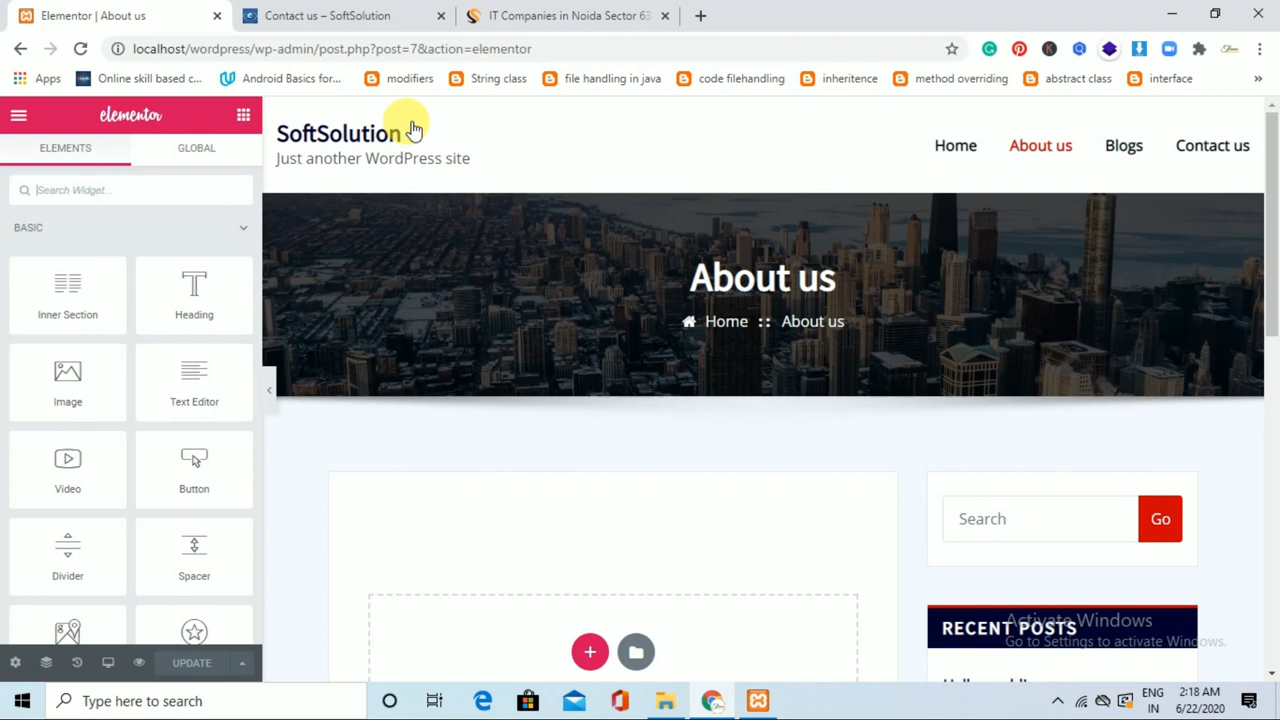 Elementor | About us
Contact us – SoftSolution
IT Companies in Noida Sector 63
localhost/wordpress/wp-admin/post.php?post=7&action=elementor
Apps
Online skill based c...
Android Basics for...
modifiers
String class
file handling in java
code filehandling
inheritence
method overriding
abstract class
interface
»
elementor
ELEMENTS
GLOBAL
Search Widget...
BASIC
Inner Section
Heading
Image
Text Editor
Video
Button
Divider
Spacer
UPDATE
SoftSolution
Just another WordPress site
Home
About us
Blogs
Contact us
About us
Home :: About us
Search
Go
RECENT POSTS
Activate Windows
Go to Settings to activate Windows.
Type here to search
ENG
IN
2:18 AM
6/22/2020